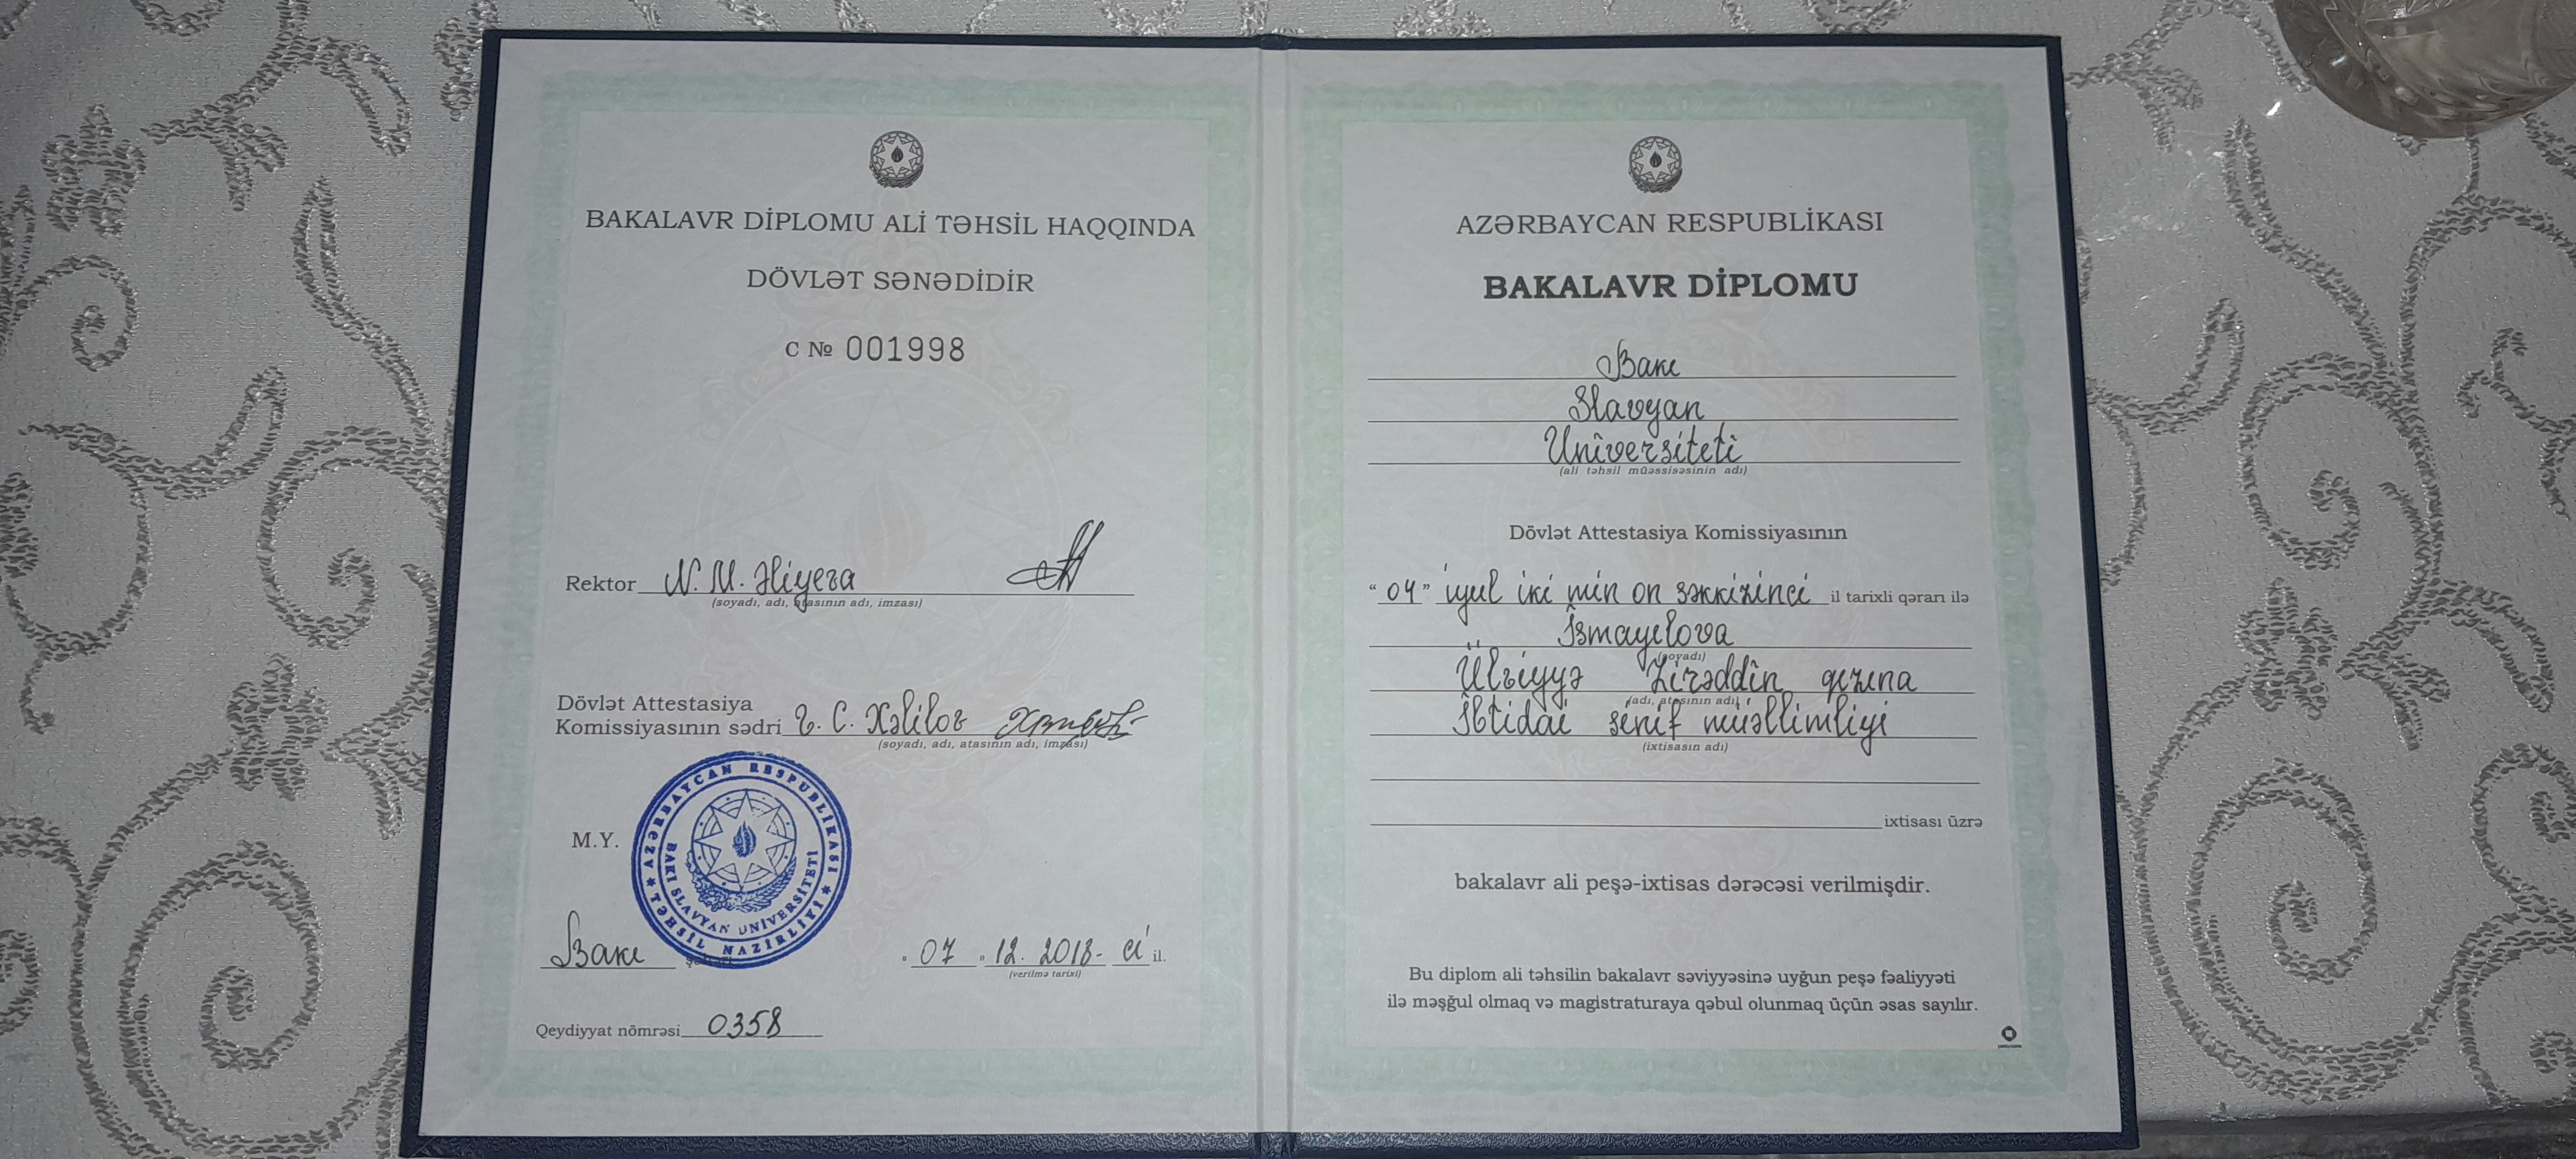 BAKALAVR DİPLOMU ALİ TƏHSİL HAQQINDA
DÖVLƏT SƏNƏDİDİR
C № 001998
Rektor N. M. Əliyeva
(soyadı, adı, atasının adı, imzası)
Dövlət Attestasiya
Komissiyasının sədri C. Xəlilov
(soyadı, adı, atasının adı, imzası)
M.Y.
AZƏRBAYCAN RESPUBLİKASI TƏHSİL NAZİRLİYİ
BAKI SLAVYAN UNİVERSİTETİ
Bakı
"07" 12. 2018-ci il.
(verilmə tarixi)
Qeydiyyat nömrəsi 0358
AZƏRBAYCAN RESPUBLİKASI
BAKALAVR DİPLOMU
Bakı
Slavyan
Universiteti
(ali təhsil müəssisəsinin adı)
Dövlət Attestasiya Komissiyasının
"04" iyul iki min on səkkizinci il tarixli qərarı ilə
İsmayılova
(soyadı)
Ülviyyə qızına
(adı, atasının adı)
İbtidai sinif müəllimliyi
(ixtisasın adı)
ixtisası üzrə
bakalavr ali peşə-ixtisas dərəcəsi verilmişdir.
Bu diplom ali təhsilin bakalavr səviyyəsinə uyğun peşə fəaliyyəti
ilə məşğul olmaq və magistraturaya qəbul olunmaq üçün əsas sayılır.